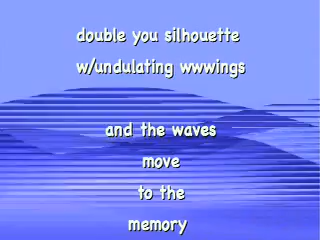 double you silhouette
w/undulating wwwings
and the waves
move
to the
memory